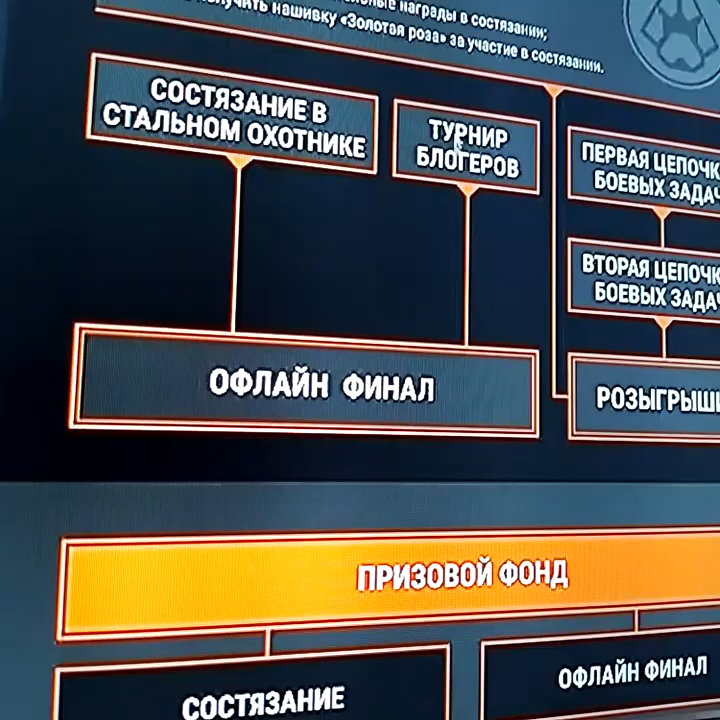 награды в состязании;
получить нашивку «Золотая роза» за участие в состязании.
СОСТЯЗАНИЕ В
СТАЛЬНОМ ОХОТНИКЕ
ТУРНИР
БЛОГЕРОВ
ПЕРВАЯ ЦЕПОЧК
БОЕВЫХ ЗАДАЧ
ВТОРАЯ ЦЕПОЧК
БОЕВЫХ ЗАДАЧ
ОФЛАЙН ФИНАЛ
РОЗЫГРЫШ
ПРИЗОВОЙ ФОНД
СОСТЯЗАНИЕ
ОФЛАЙН ФИНАЛ